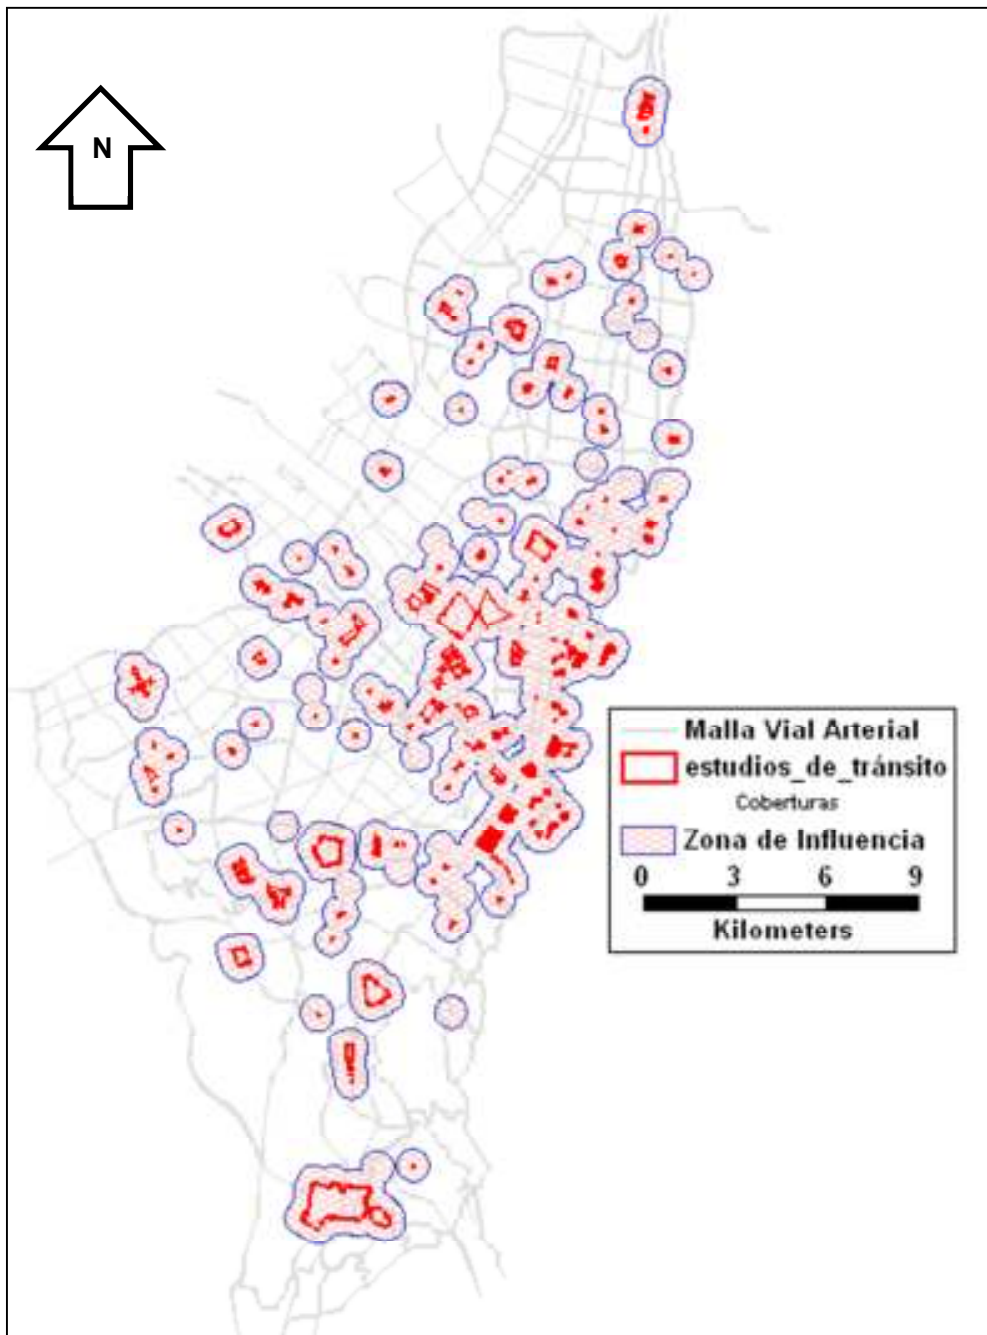 N
Malla Vial Arterial
estudios_de_tránsito
Coberturas
Zona de Influencia
0 3 6 9
Kilometers